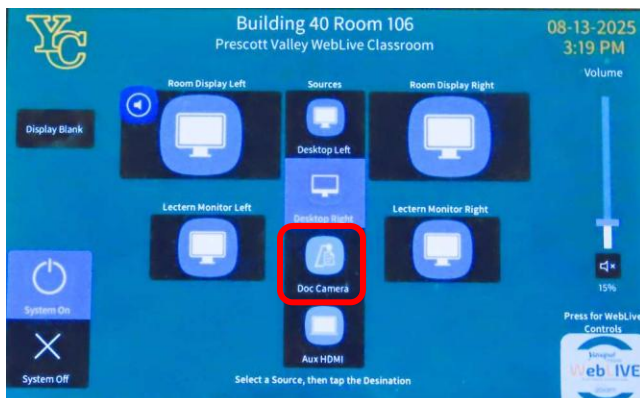 YC
Building 40 Room 106
Prescott Valley WebLive Classroom
08-13-2025
3:19 PM
Volume
Room Display Left
Sources
Room Display Right
Display Blank
Desktop Left
Desktop Right
Lectern Monitor Left
Lectern Monitor Right
Doc Camera
15%
System On
Press for WebLive
Controls
Aux HDMI
WebLIVE
System Off
Select a Source, then tap the Desination